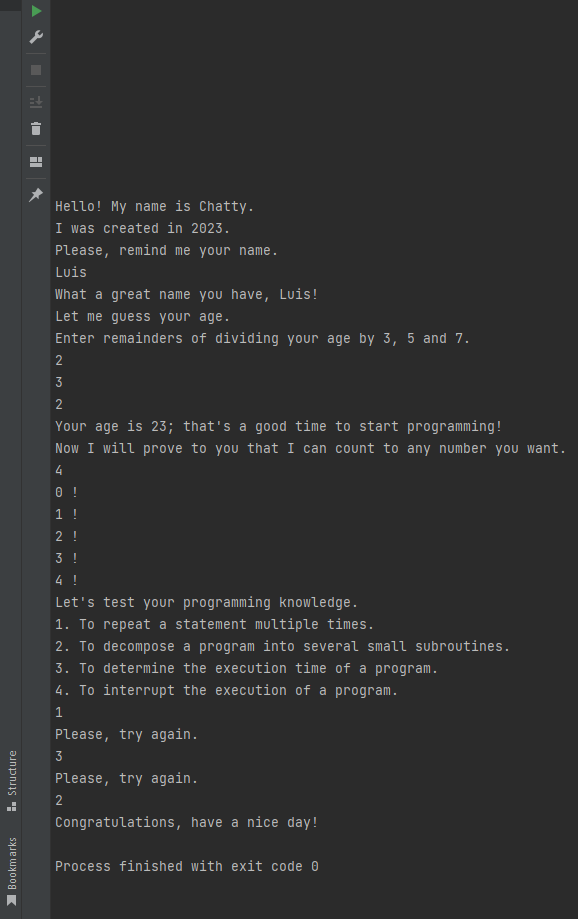 Hello! My name is Chatty.
I was created in 2023.
Please, remind me your name.
Luis
What a great name you have, Luis!
Let me guess your age.
Enter remainders of dividing your age by 3, 5 and 7.
2
3
2
Your age is 23; that's a good time to start programming!
Now I will prove to you that I can count to any number you want.
4
0 !
1 !
2 !
3 !
4 !
Let's test your programming knowledge.
1. To repeat a statement multiple times.
2. To decompose a program into several small subroutines.
3. To determine the execution time of a program.
4. To interrupt the execution of a program.
1
Please, try again.
3
Please, try again.
2
Congratulations, have a nice day!
Process finished with exit code 0
Structure
Bookmarks